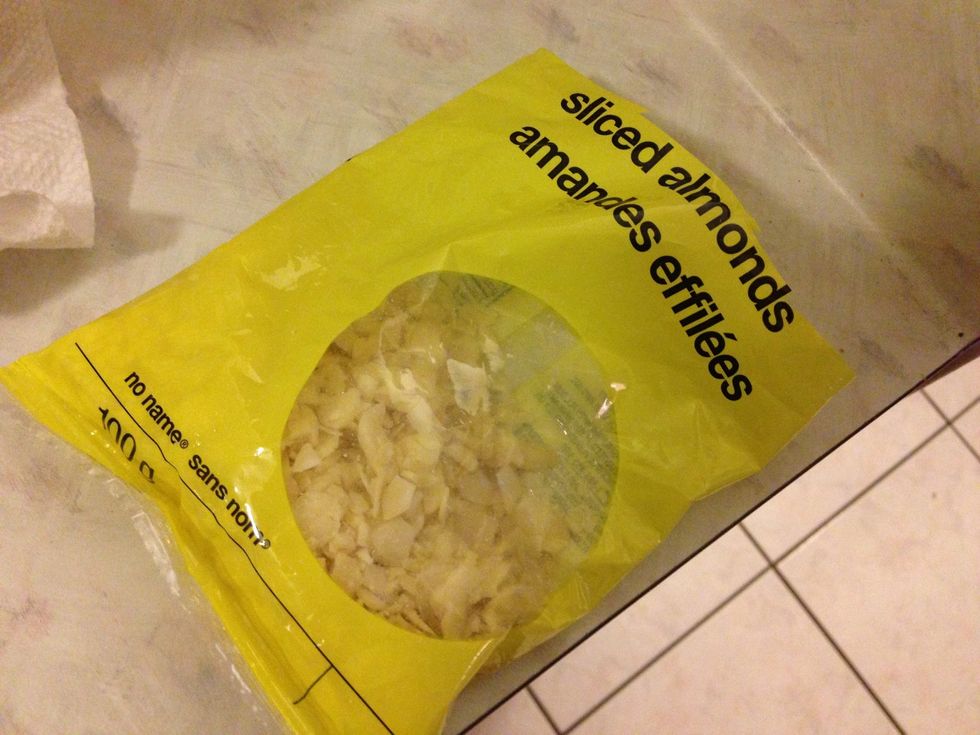 sliced almonds
amandes effilées
no name® sans nom®
100 g